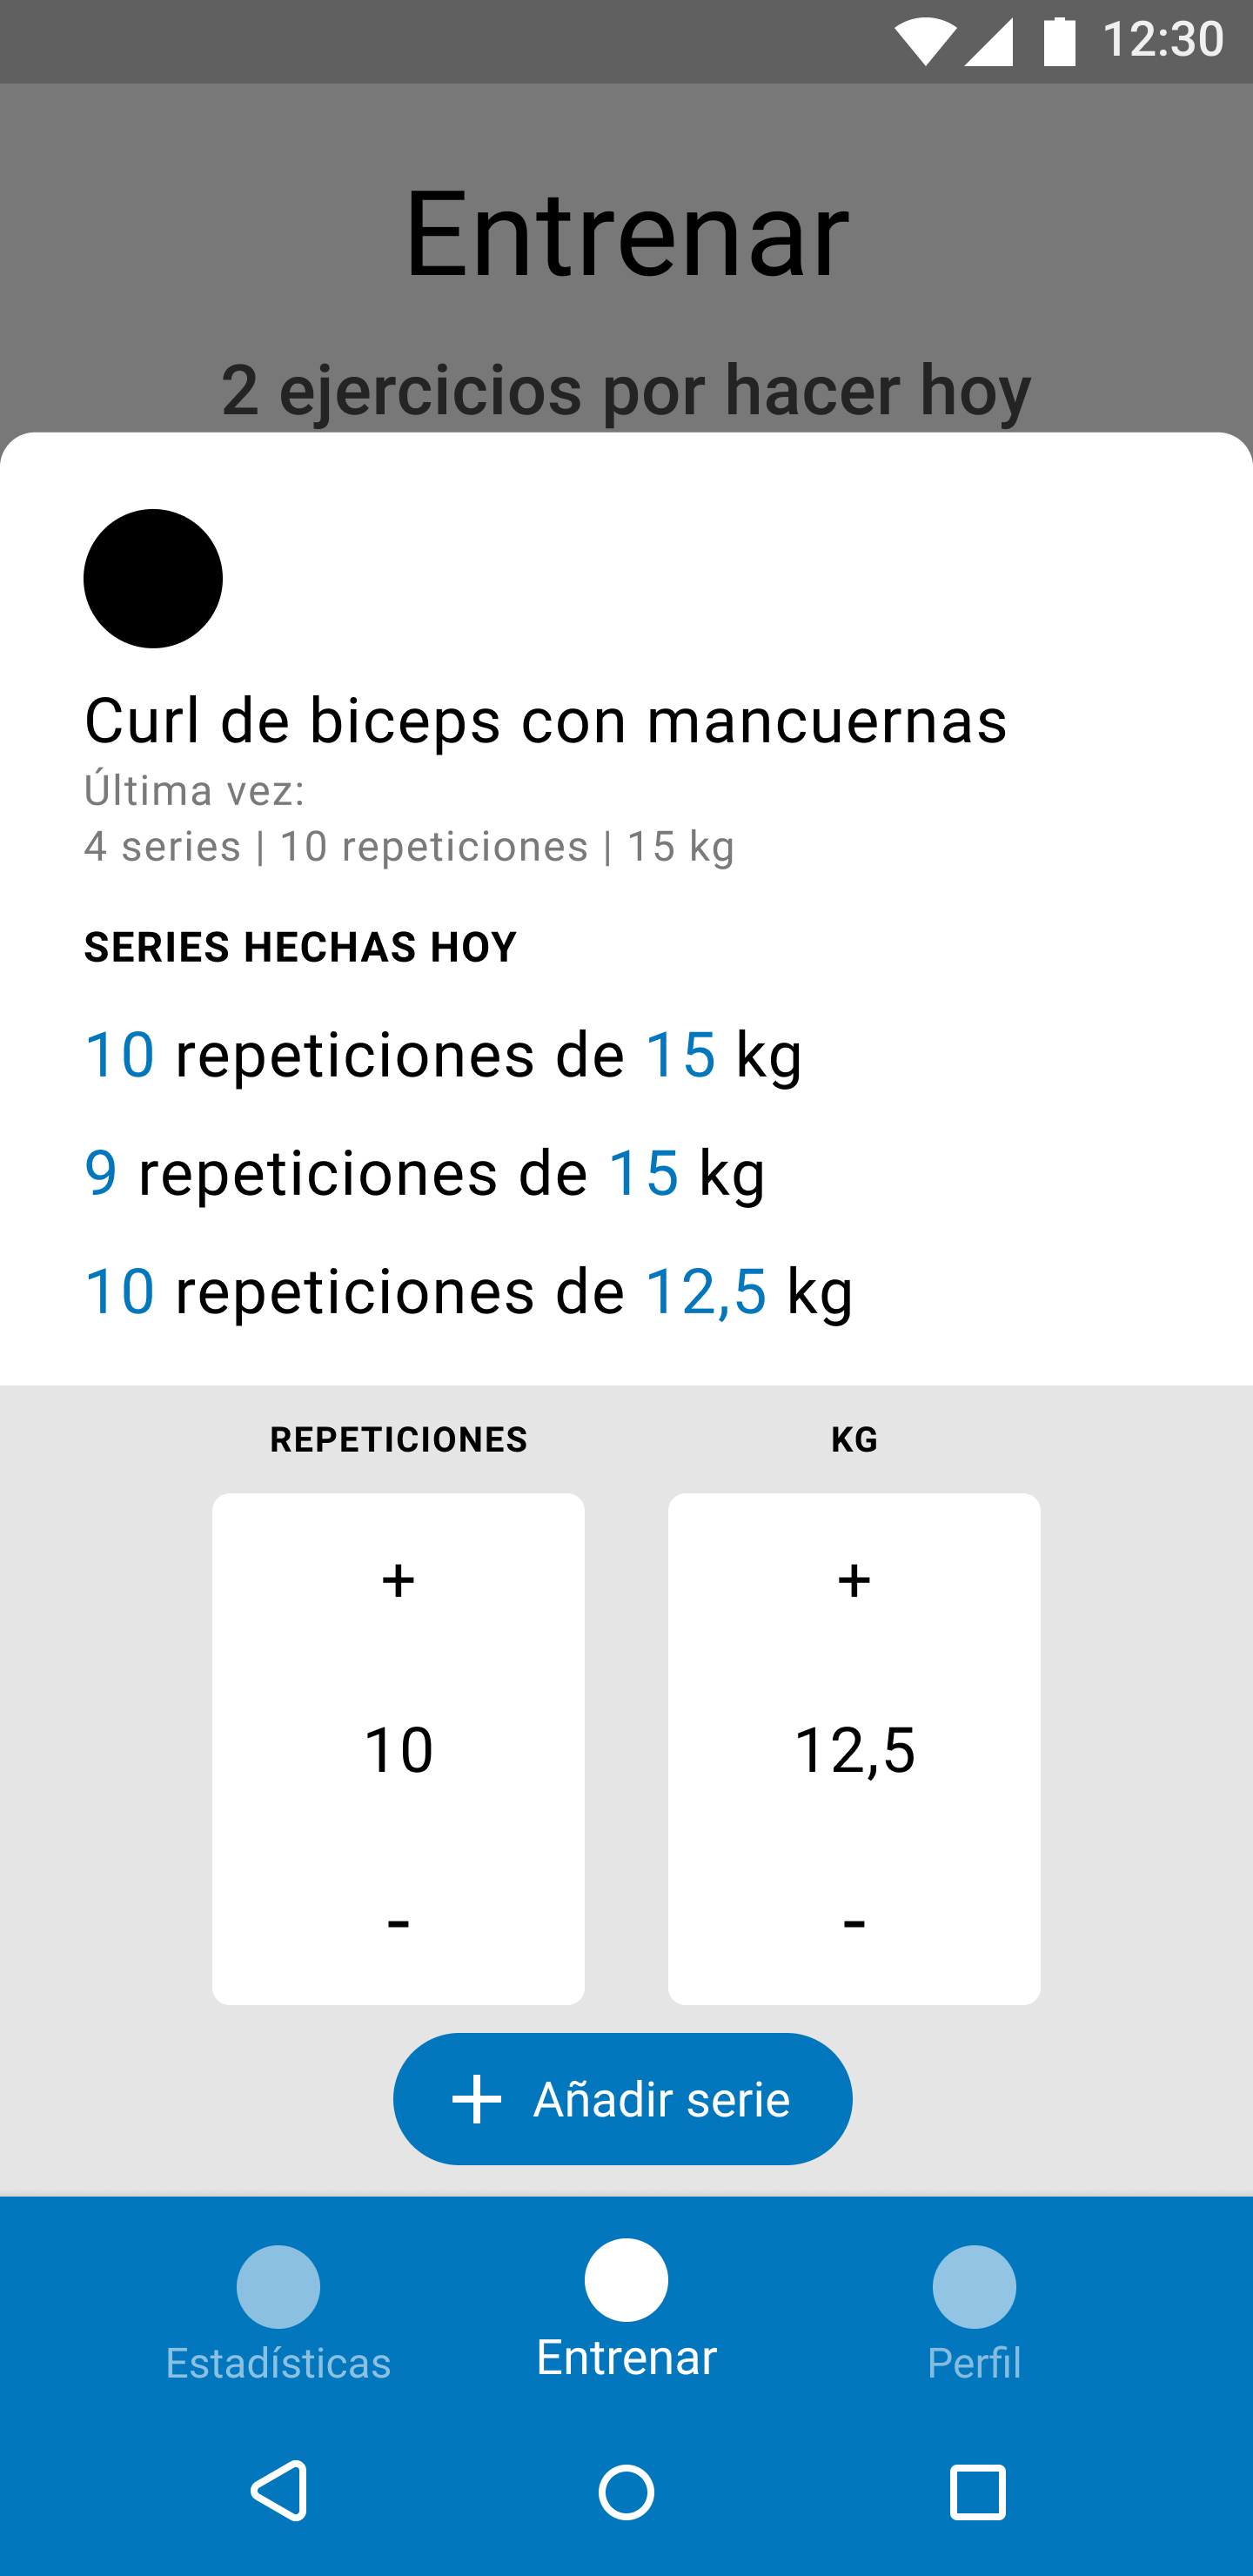 12:30
Entrenar
2 ejercicios por hacer hoy
Curl de biceps con mancuernas
Última vez:
4 series | 10 repeticiones | 15 kg
SERIES HECHAS HOY
10 repeticiones de 15 kg
9 repeticiones de 15 kg
10 repeticiones de 12,5 kg
REPETICIONES KG
+ +
10 12,5
- -
+ Añadir serie
Estadísticas Entrenar Perfil